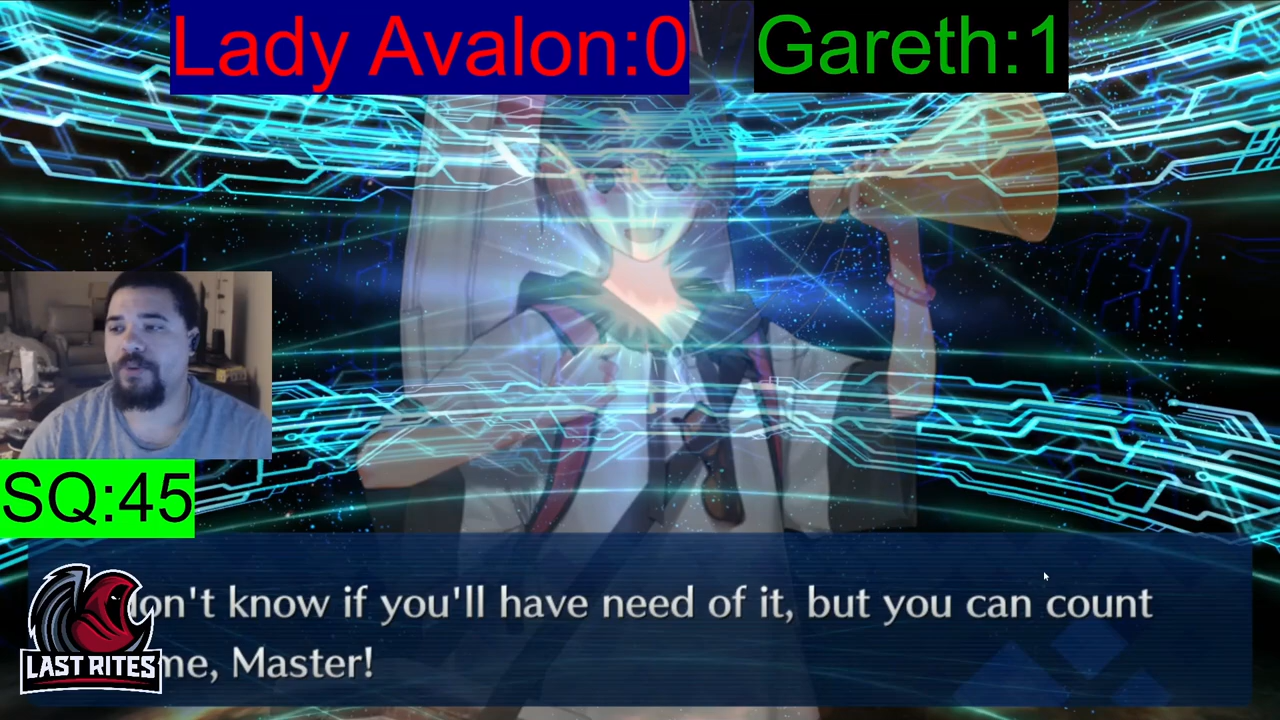 Lady Avalon:0
Gareth:1
SQ:45
don't know if you'll have need of it, but you can count
me, Master!
LAST RITES